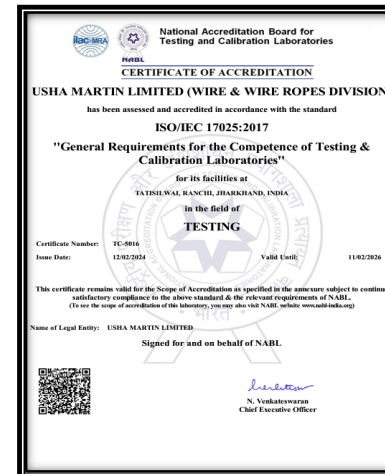 ilac-MRA
NABL
National Accreditation Board for
Testing and Calibration Laboratories
CERTIFICATE OF ACCREDITATION
USHA MARTIN LIMITED (WIRE & WIRE ROPES DIVISION
has been assessed and accredited in accordance with the standard
ISO/IEC 17025:2017
"General Requirements for the Competence of Testing &
Calibration Laboratories"
for its facilities at
TATISILWAI, RANCHI, JHARKHAND, INDIA
in the field of
TESTING
Certificate Number: TC-5016
Issue Date: 12/02/2024 Valid Until: 11/02/2026
This certificate remains valid for the Scope of Accreditation as specified in the annexure subject to continu
satisfactory compliance to the above standard & the relevant requirements of NABL.
(To see the scope of accreditation of this laboratory, you may also visit NABL website www.nabl-india.org)
Name of Legal Entity: USHA MARTIN LIMITED
Signed for and on behalf of NABL
N. Venkateswaran
Chief Executive Officer